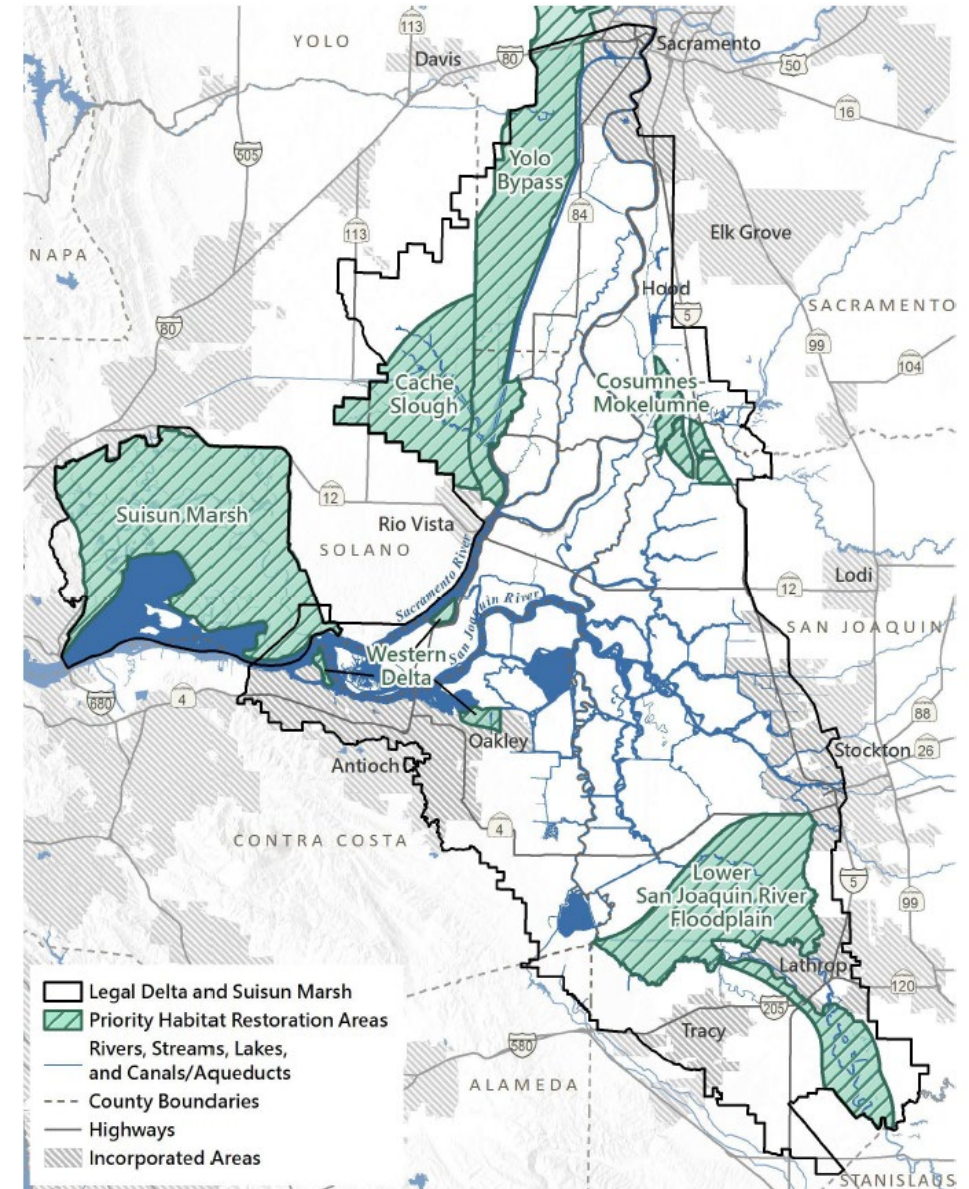 113
YOLO
Davis
80
Sacramento
50
16
505
Yolo
Bypass
84
113
Elk Grove
NAPA
Hood
5
SACRAMENTO
80
99
104
Cache
Slough
Cosumnes-
Mokelumne
12
Suisun Marsh
Rio Vista
SOLANO
Sacramento River
San Joaquin River
12
Lodi
SAN JOAQUIN
Western
Delta
680
4
88
Oakley
Stockton
26
Antioch
4
CONTRA COSTA
Lower
San Joaquin River
Floodplain
5
99
Lathrop
120
205
Tracy
580
ALAMEDA
STANISLAUS
Legal Delta and Suisun Marsh
Priority Habitat Restoration Areas
Rivers, Streams, Lakes,
and Canals/Aqueducts
County Boundaries
Highways
Incorporated Areas